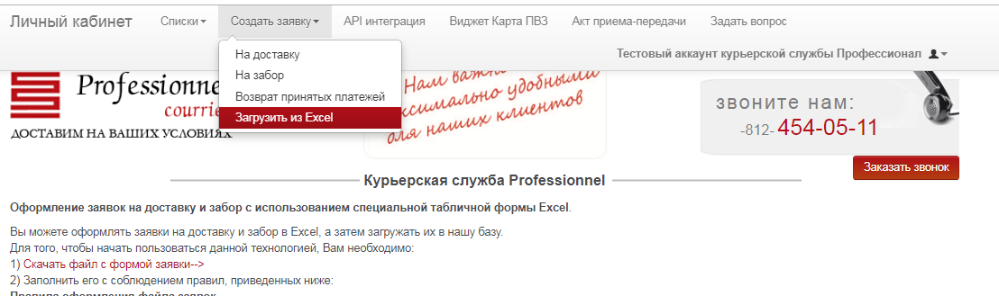 Личный кабинет Списки Создать заявку API интеграция Виджет Карта ПВЗ Акт приема-передачи Задать вопрос
Тестовый аккаунт курьерской службы Профессионал
На доставку
На забор
Возврат принятых платежей
Загрузить из Excel
Professionnel
courrie
ДОСТАВИМ НА ВАШИХ УСЛОВИЯХ
Нам важн
ксимально удобными
для наших клиентов
звоните нам:
-812- 454-05-11
Заказать звонок
Курьерская служба Professionnel
Оформление заявок на доставку и забор с использованием специальной табличной формы Excel.
Вы можете оформлять заявки на доставку и забор в Excel, а затем загружать их в нашу базу.
Для того, чтобы начать пользоваться данной технологией, Вам необходимо:
1) Скачать файл с формой заявки-->
2) Заполнить его с соблюдением правил, приведенных ниже:
Правила оформления файла заявок